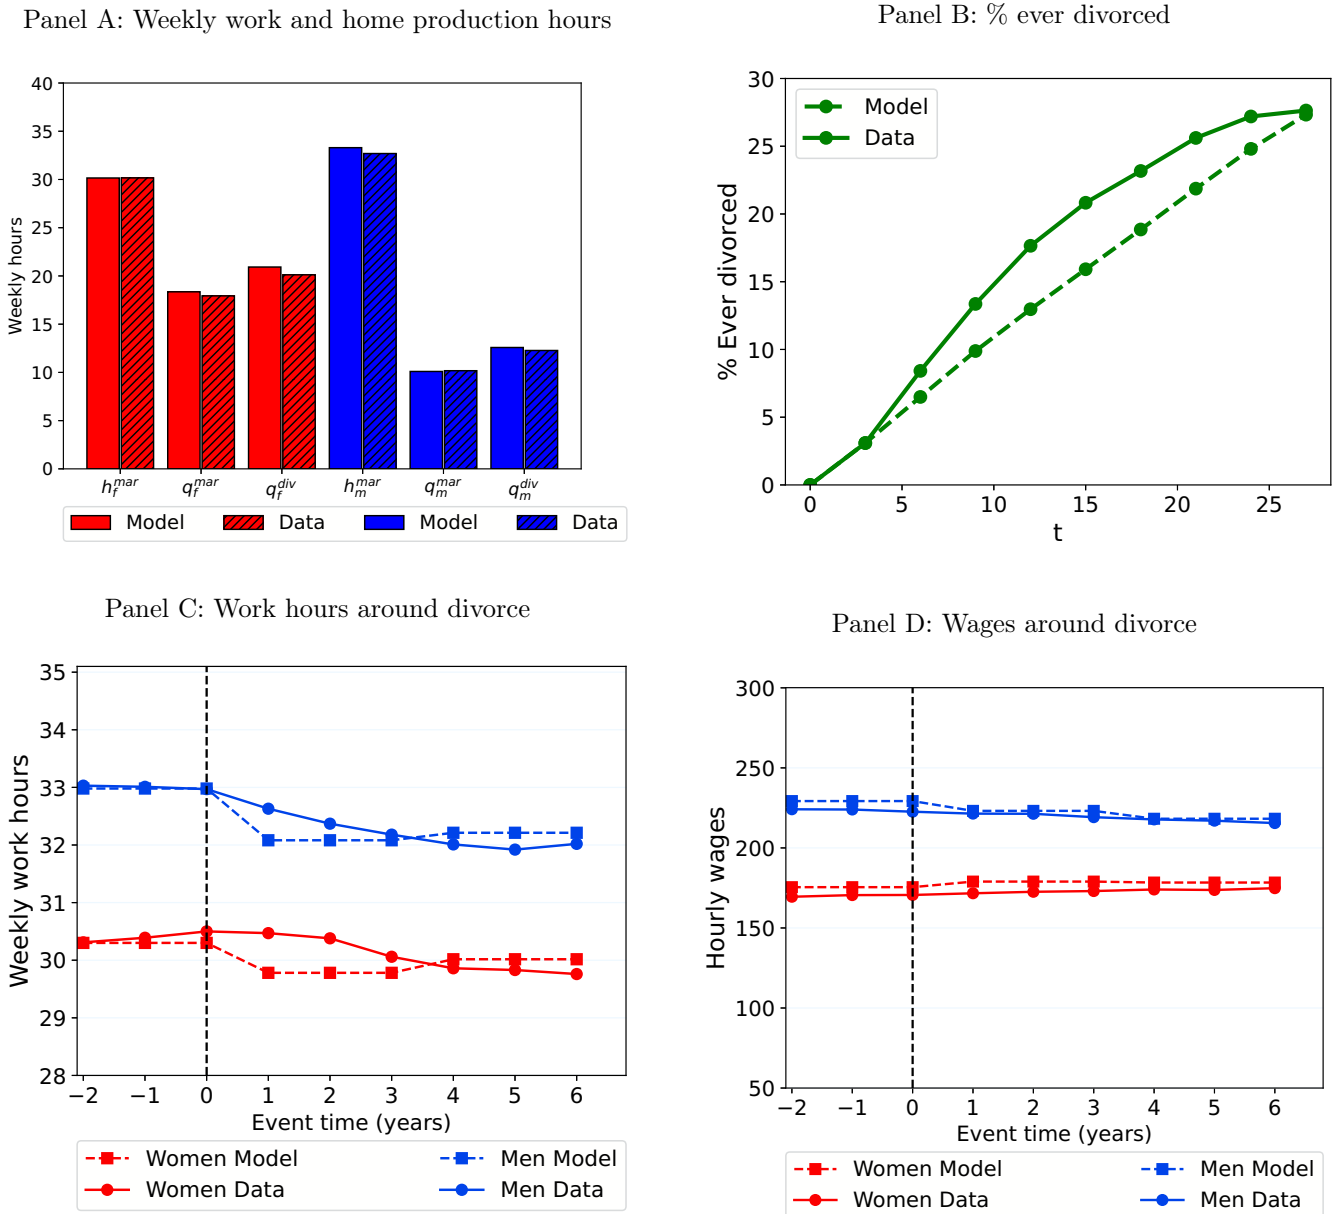 Panel A: Weekly work and home production hours
Weekly hours
40
35
30
25
20
15
10
5
0
h_f^{mar} q_f^{mar} q_f^{div} h_m^{mar} q_m^{mar} q_m^{div}
Model Data Model Data
Panel B: % ever divorced
% Ever divorced
30
25
20
15
10
5
0
Model
Data
0 5 10 15 20 25
t
Panel C: Work hours around divorce
Weekly work hours
35
34
33
32
31
30
29
28
−2 −1 0 1 2 3 4 5 6
Event time (years)
Women Model Men Model
Women Data Men Data
Panel D: Wages around divorce
Hourly wages
300
250
200
150
100
50
−2 −1 0 1 2 3 4 5 6
Event time (years)
Women Model Men Model
Women Data Men Data